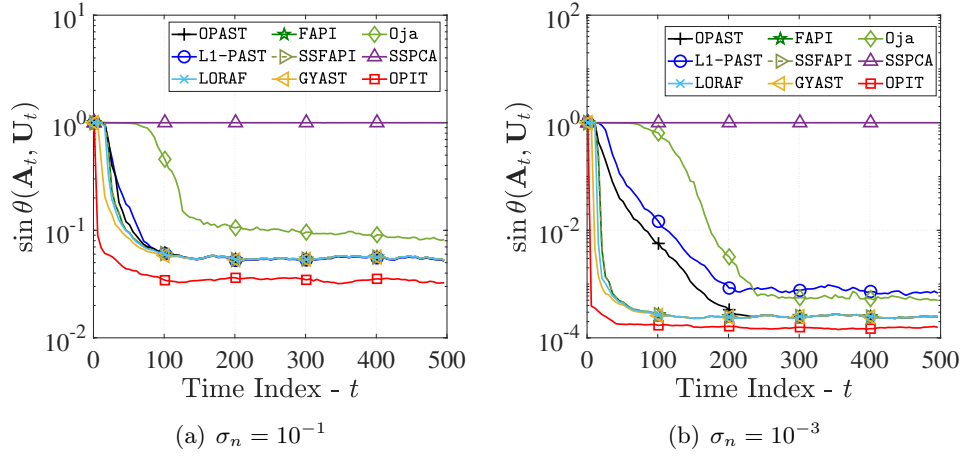 10^1
10^0
10^{-1}
10^{-2}
sin θ(A_t, U_t)
OPAST FAPI Oja
L1-PAST SSFAPI SSPCA
LORAF GYAST OPIT
0 100 200 300 400 500
Time Index - t
(a) σ_n = 10^{-1}
10^2
10^0
10^{-2}
10^{-4}
sin θ(A_t, U_t)
OPAST FAPI Oja
L1-PAST SSFAPI SSPCA
LORAF GYAST OPIT
0 100 200 300 400 500
Time Index - t
(b) σ_n = 10^{-3}